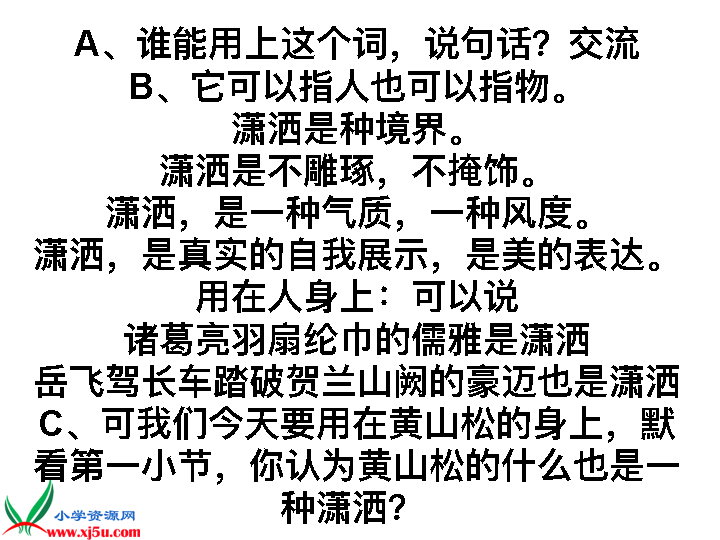 A、谁能用上这个词，说句话？交流
B、它可以指人也可以指物。
潇洒是种境界。
潇洒是不雕琢，不掩饰。
潇洒，是一种气质，一种风度。
潇洒，是真实的自我展示，是美的表达。
用在人身上：可以说
诸葛亮羽扇纶巾的儒雅是潇洒
岳飞驾长车踏破贺兰山阙的豪迈也是潇洒
C、可我们今天要用在黄山松的身上，默
看第一小节，你认为黄山松的什么也是一
种潇洒？
小学资源网
www.xj5u.com